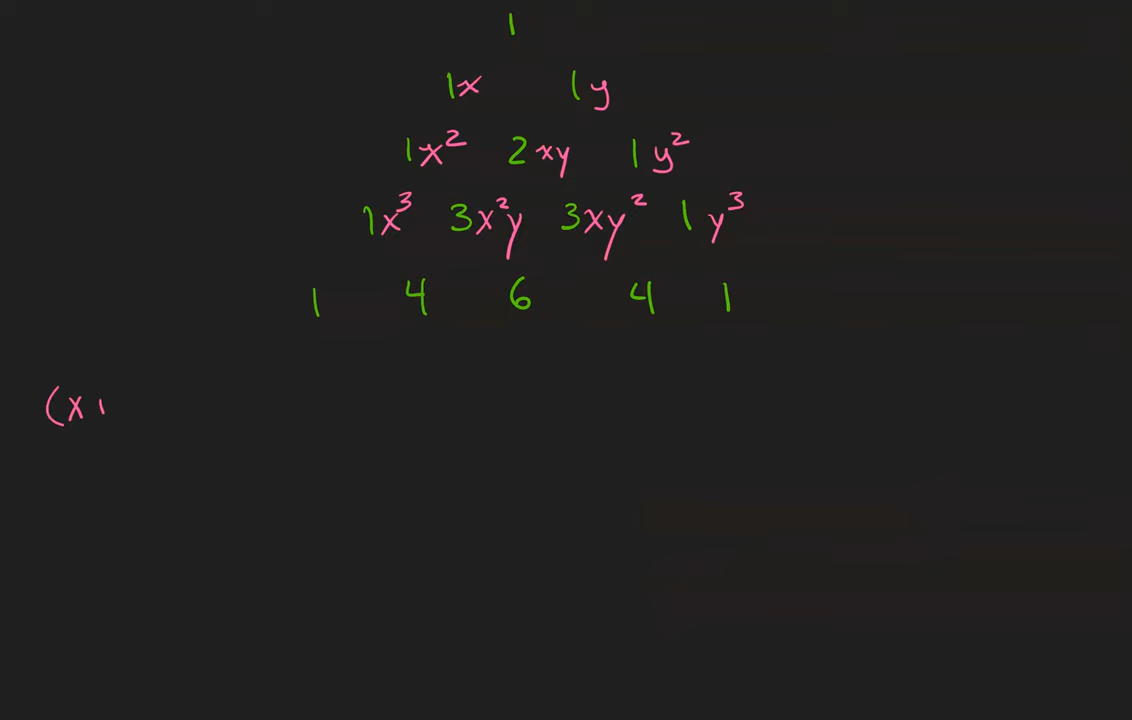 1
1x 1y
1x² 2xy 1y²
1x³ 3x²y 3xy² 1y³
1 4 6 4 1
(x ı